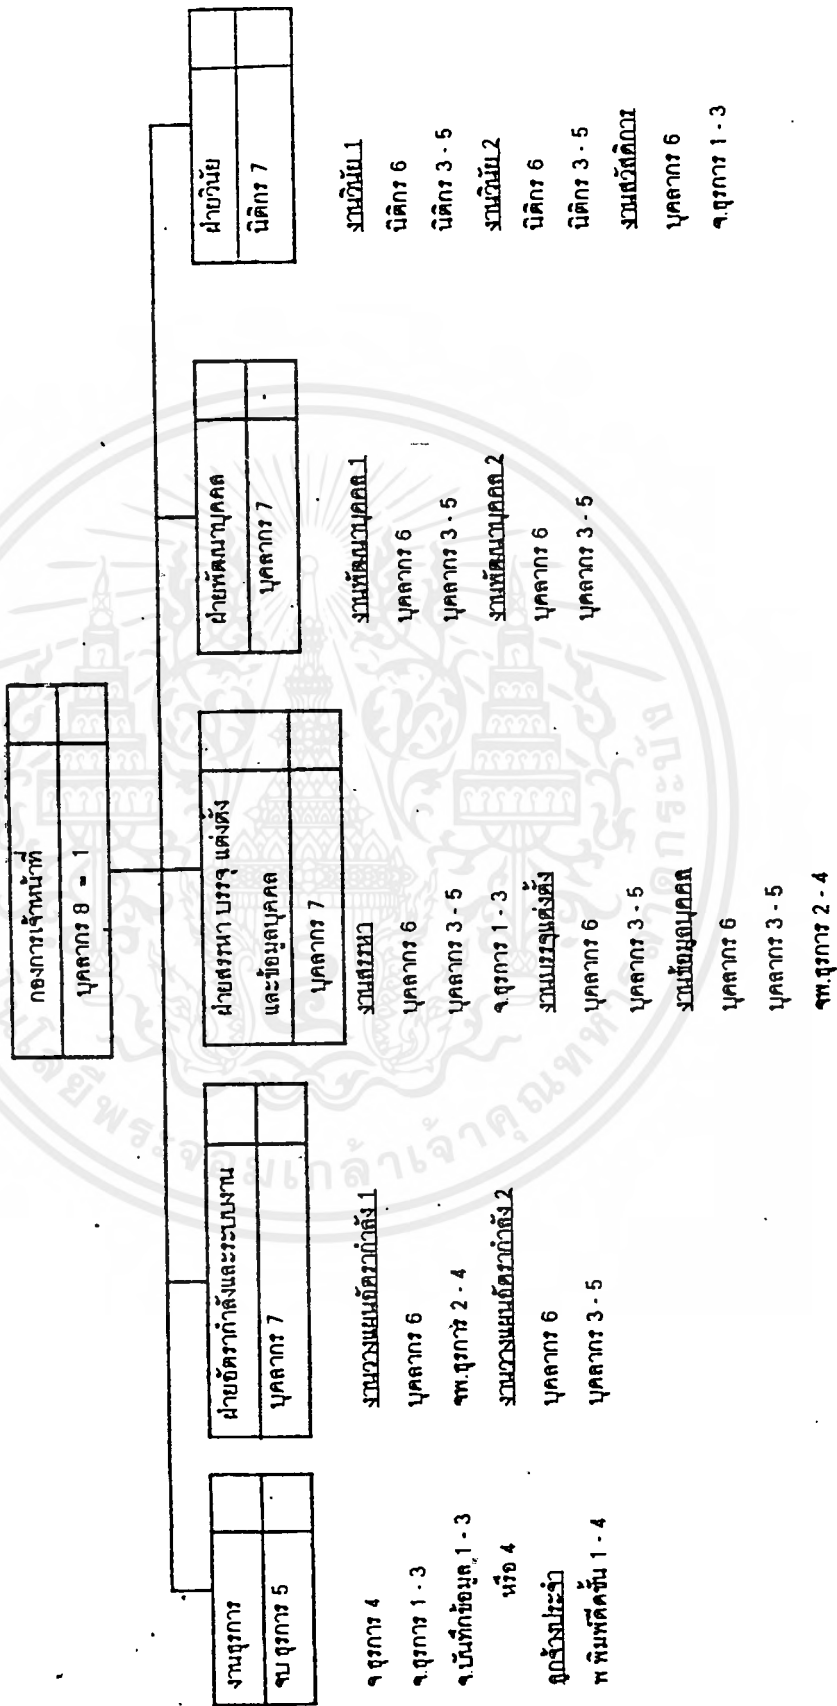 กองการเจ้าหน้าที่
บุคลากร 8 - 1
งานธุรการ
จบ ธุรการ 5
จ ธุรการ 4
จ.ธุรการ 1 - 3
จ.บันทึกข้อมูล 1 - 3
หรือ 4
ลูกจ้างประจำ
พ พิมพ์ดีดชั้น 1 - 4
ฝ่ายอัตรากำลังและระบบงาน
บุคลากร 7
งานวางแผนอัตรากำลัง 1
บุคลากร 6
จพ.ธุรการ 2 - 4
งานวางแผนอัตรากำลัง 2
บุคลากร 6
บุคลากร 3 - 5
ฝ่ายสรรหา บรรจุ แต่งตั้ง
และข้อมูลบุคคล
บุคลากร 7
งานสรรหา
บุคลากร 6
บุคลากร 3 - 5
จ.ธุรการ 1 - 3
งานบรรจุแต่งตั้ง
บุคลากร 6
บุคลากร 3 - 5
งานข้อมูลบุคคล
บุคลากร 6
บุคลากร 3 - 5
จพ.ธุรการ 2 - 4
ฝ่ายพัฒนาบุคคล
บุคลากร 7
งานพัฒนาบุคคล 1
บุคลากร 6
บุคลากร 3 - 5
งานพัฒนาบุคคล 2
บุคลากร 6
บุคลากร 3 - 5
ฝ่ายวินัย
นิติกร 7
งานวินัย 1
นิติกร 6
นิติกร 3 - 5
งานวินัย 2
นิติกร 6
นิติกร 3 - 5
งานสวัสดิการ
บุคลากร 6
จ.ธุรการ 1 - 3